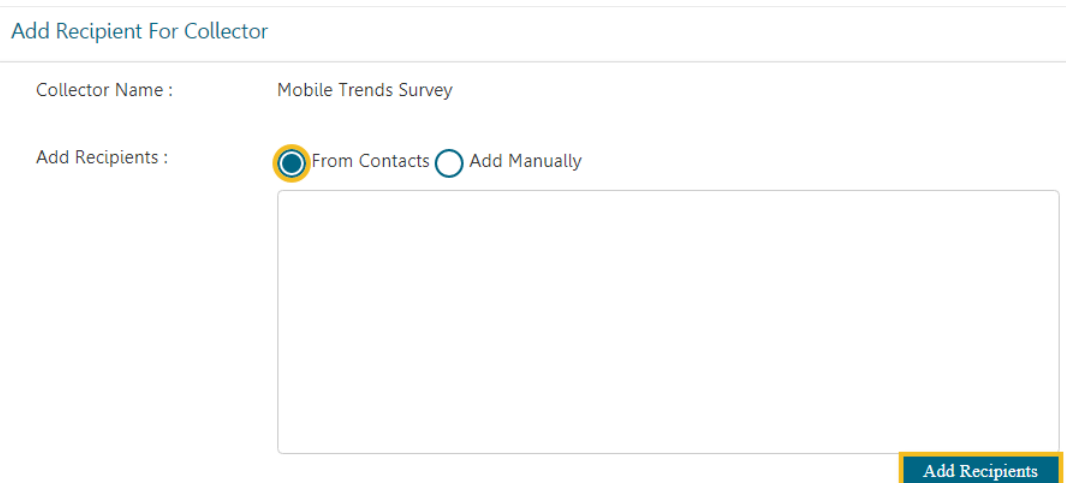 Add Recipient For Collector
Collector Name : Mobile Trends Survey
Add Recipients : From Contacts Add Manually
Add Recipients